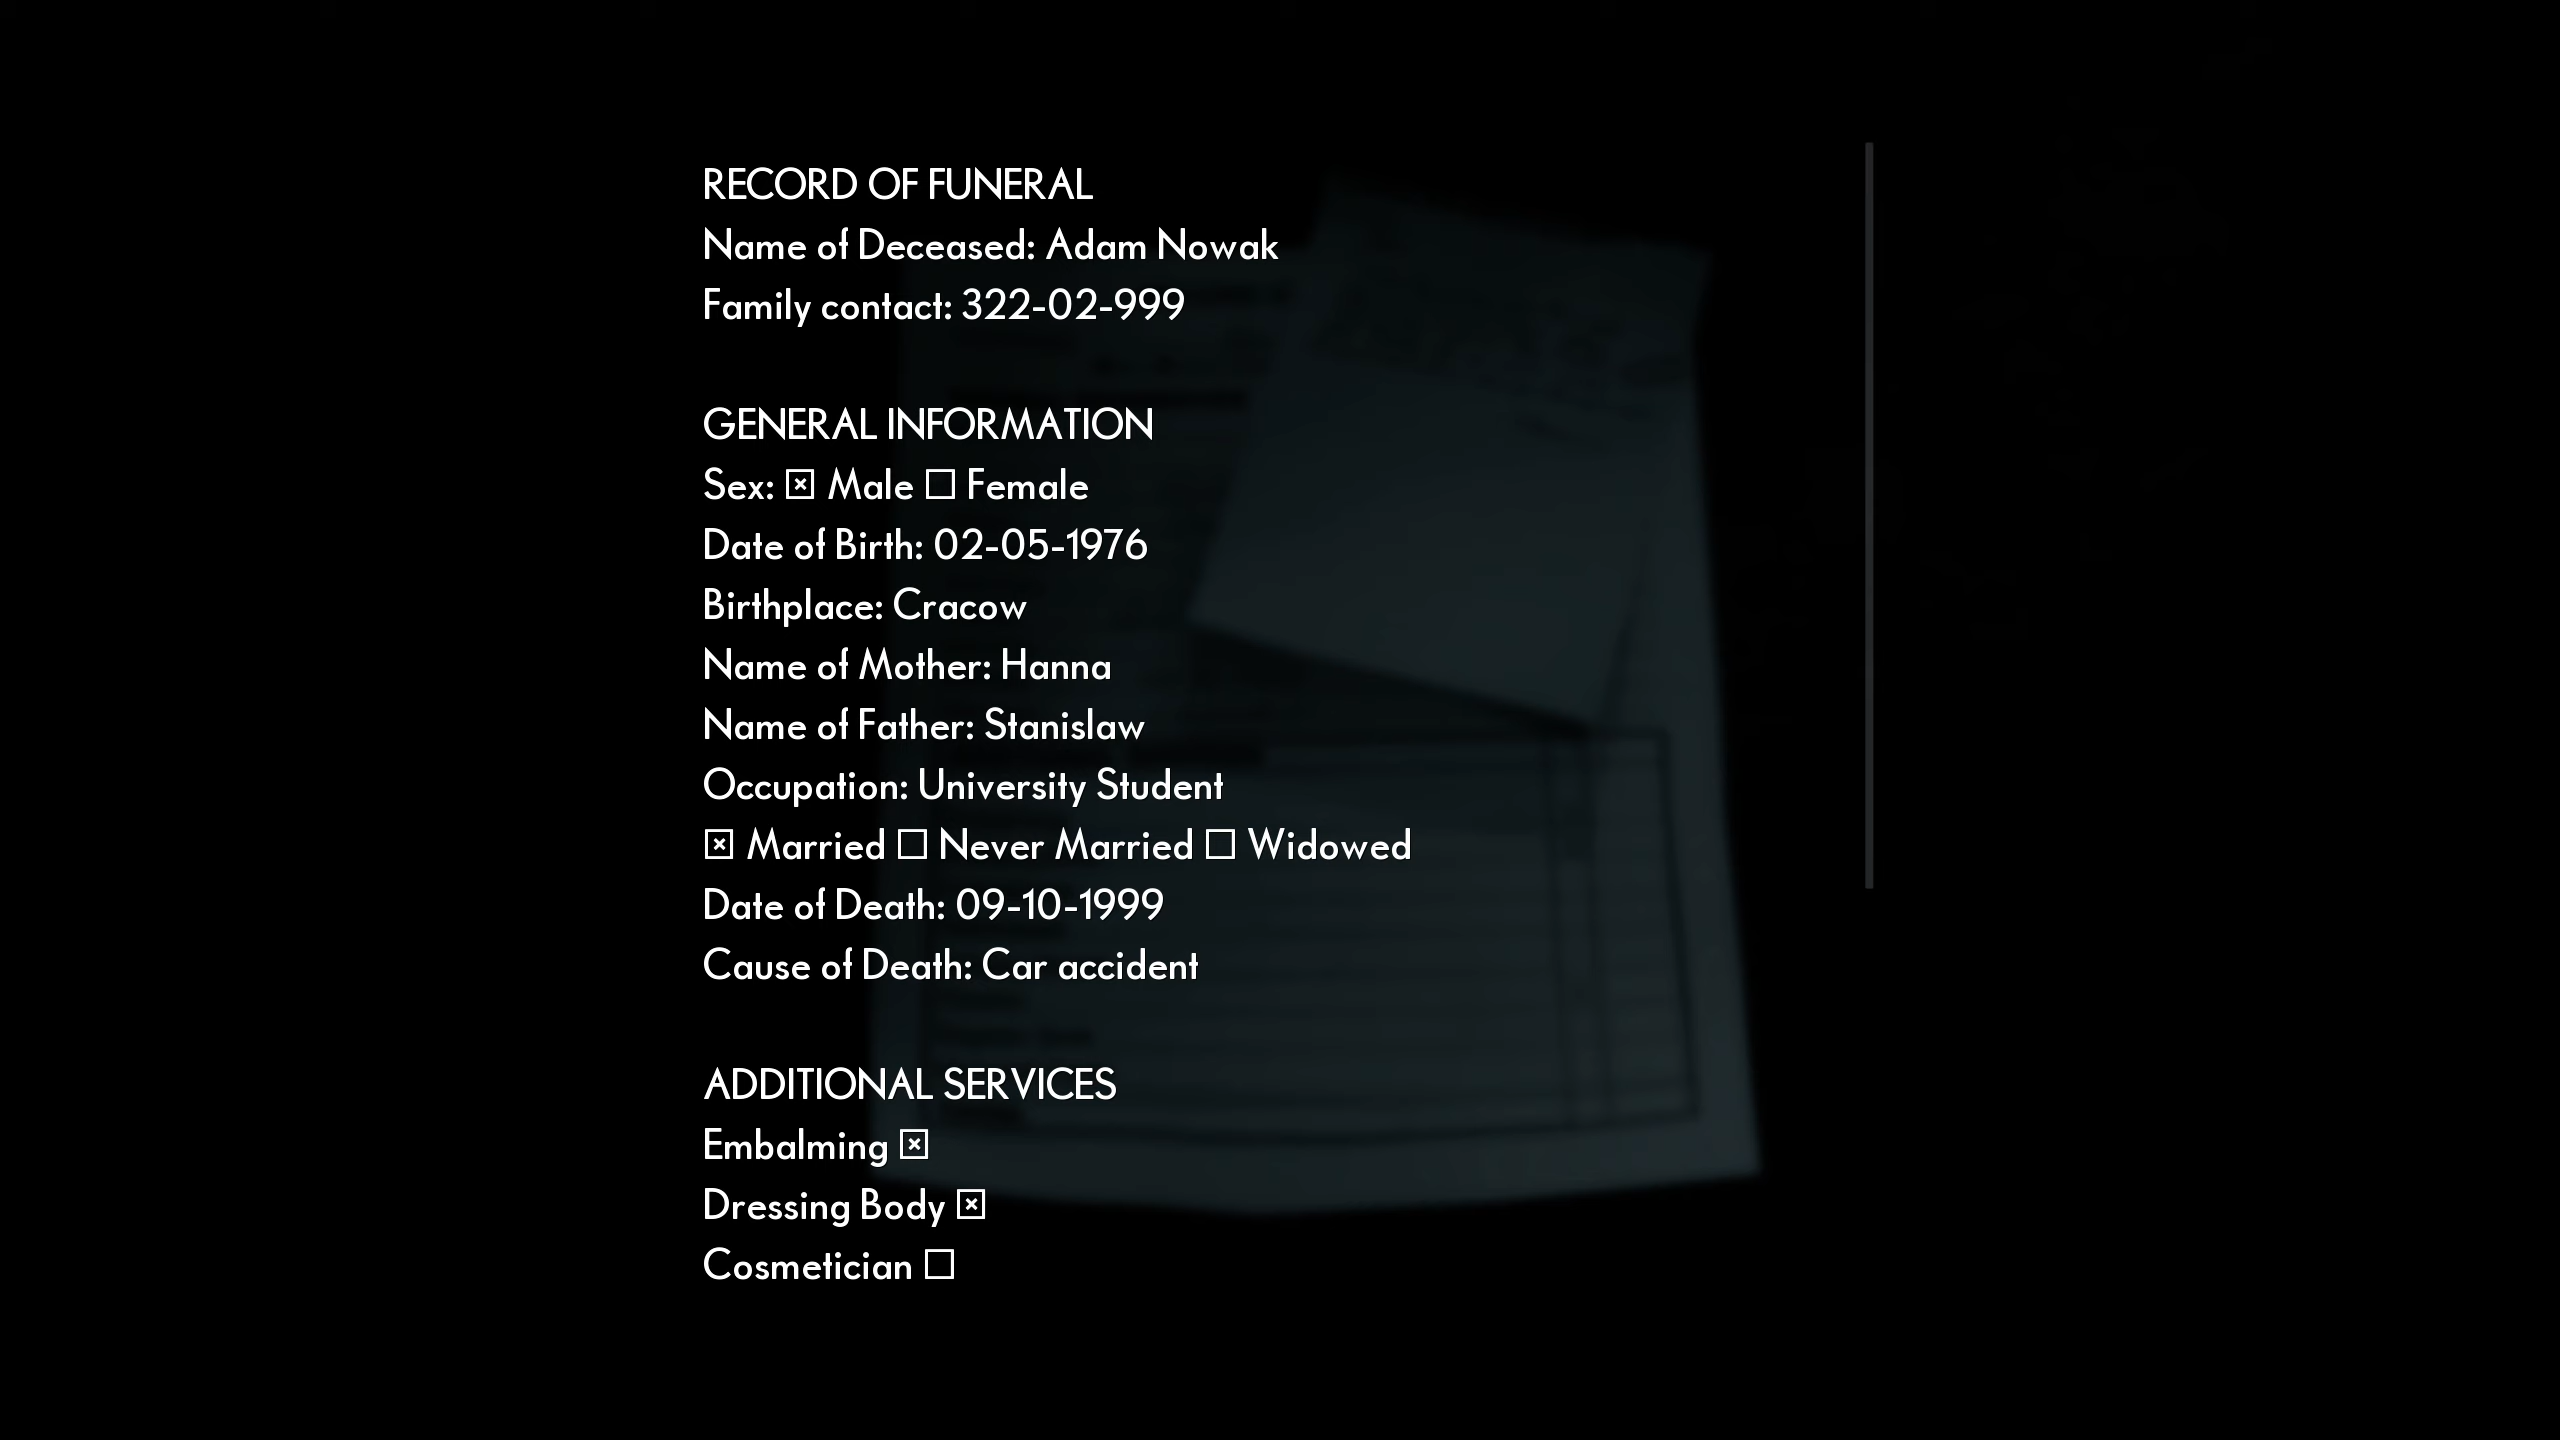 RECORD OF FUNERAL
Name of Deceased: Adam Nowak
Family contact: 322-02-999
GENERAL INFORMATION
Sex: ☒ Male ☐ Female
Date of Birth: 02-05-1976
Birthplace: Cracow
Name of Mother: Hanna
Name of Father: Stanislaw
Occupation: University Student
☒ Married ☐ Never Married ☐ Widowed
Date of Death: 09-10-1999
Cause of Death: Car accident
ADDITIONAL SERVICES
Embalming ☒
Dressing Body ☒
Cosmetician ☐